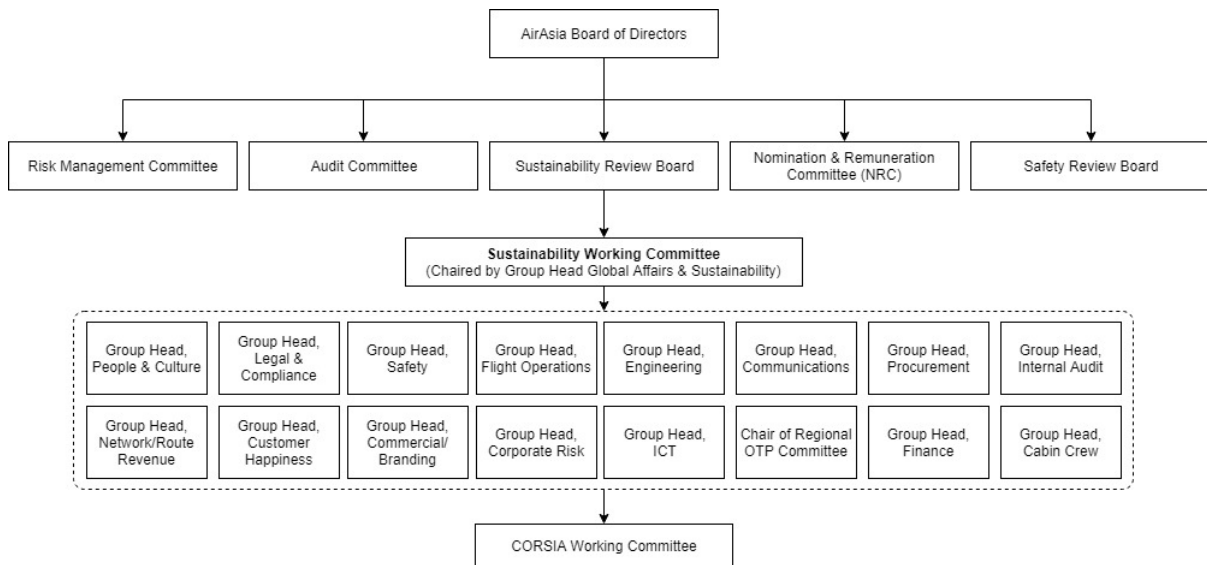 AirAsia Board of Directors
Risk Management Committee
Audit Committee
Sustainability Review Board
Nomination & Remuneration
Committee (NRC)
Safety Review Board
Sustainability Working Committee
(Chaired by Group Head Global Affairs & Sustainability)
Group Head,
People & Culture
Group Head,
Legal &
Compliance
Group Head,
Safety
Group Head,
Flight Operations
Group Head,
Engineering
Group Head,
Communications
Group Head,
Procurement
Group Head,
Internal Audit
Group Head,
Network/Route
Revenue
Group Head,
Customer
Happiness
Group Head,
Commercial/
Branding
Group Head,
Corporate Risk
Group Head,
ICT
Chair of Regional
OTP Committee
Group Head,
Finance
Group Head,
Cabin Crew
CORSIA Working Committee